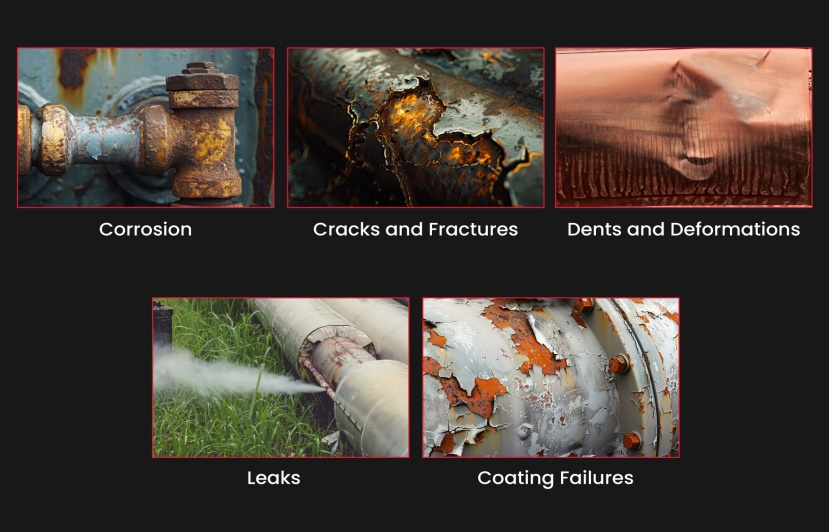 Corrosion
Cracks and Fractures
Dents and Deformations
Leaks
Coating Failures